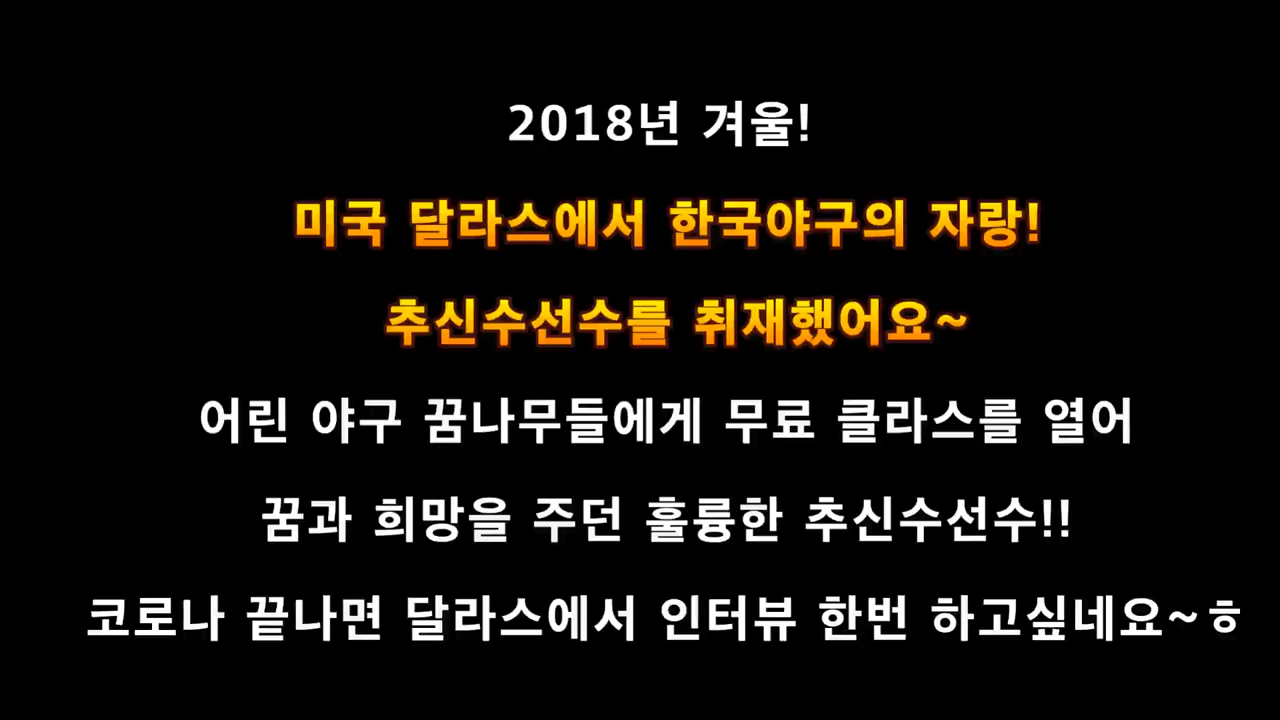 2018년 겨울!
미국 달라스에서 한국야구의 자랑!
추신수선수를 취재했어요~
어린 야구 꿈나무들에게 무료 클라스를 열어
꿈과 희망을 주던 훌륭한 추신수선수!!
코로나 끝나면 달라스에서 인터뷰 한번 하고싶네요~ㅎ